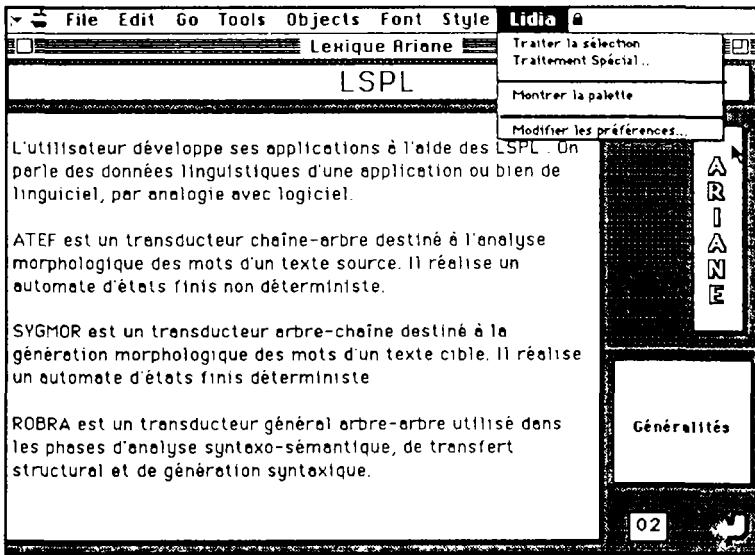 File Edit Go Tools Objects Font Style Lidia
Lexique Ariane
Traiter la sélection
Traitement Spécial..
Montrer la palette
Modifier les préférences...
LSPL
L'utilisateur développe ses applications à l'aide des LSPL . On
parle des données linguistiques d'une application ou bien de
linguiciel, par analogie avec logiciel.
ATEF est un transducteur chaîne-arbre destiné à l'analyse
morphologique des mots d'un texte source. Il réalise un
automate d'états finis non déterministe.
SYGMOR est un transducteur arbre-chaîne destiné à la
génération morphologique des mots d'un texte cible. Il réalise
un automate d'états finis déterministe
ROBRA est un transducteur général arbre-arbre utilisé dans
les phases d'analyse syntaxo-sémantique, de transfert
structural et de génération syntaxique.
ARIANE
Généralités
02